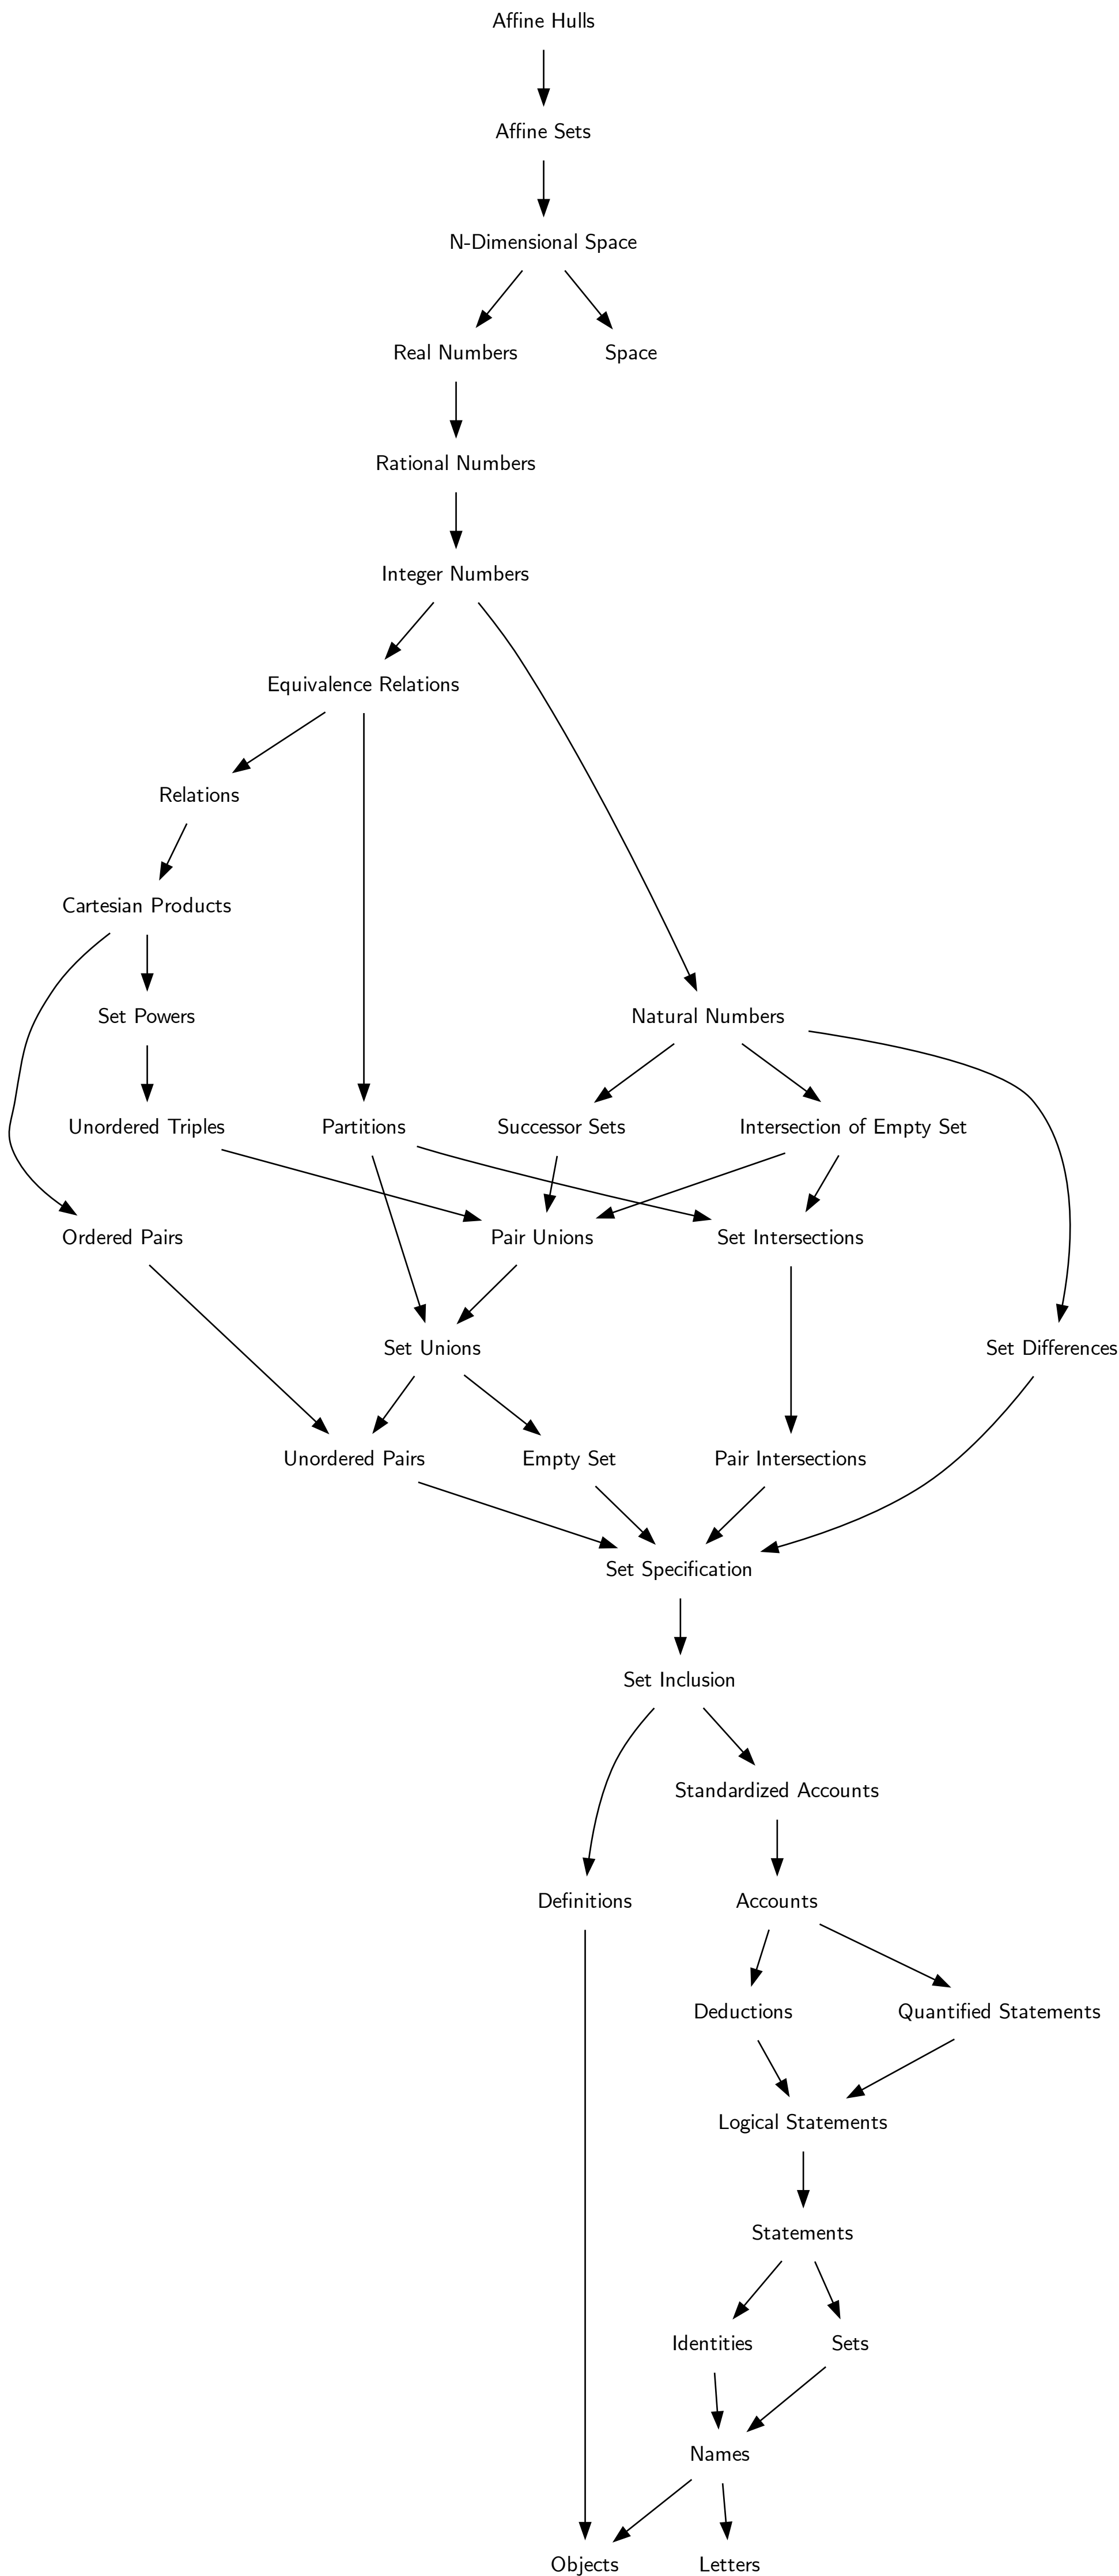 Affine Hulls
Affine Sets
N-Dimensional Space
Real Numbers
Space
Rational Numbers
Integer Numbers
Equivalence Relations
Relations
Cartesian Products
Set Powers
Natural Numbers
Unordered Triples
Partitions
Successor Sets
Intersection of Empty Set
Ordered Pairs
Pair Unions
Set Intersections
Set Unions
Set Differences
Unordered Pairs
Empty Set
Pair Intersections
Set Specification
Set Inclusion
Standardized Accounts
Definitions
Accounts
Deductions
Quantified Statements
Logical Statements
Statements
Identities
Sets
Names
Objects
Letters